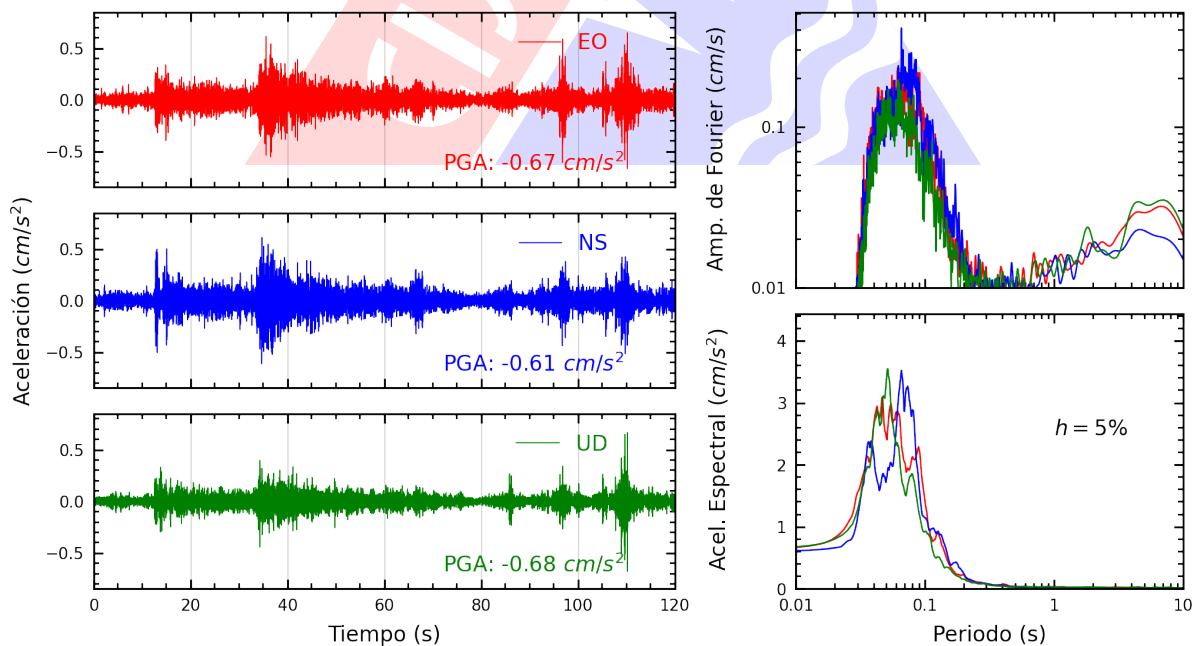 Aceleración (cm/s²)
0.5
0.0
−0.5
EO
PGA: -0.67 cm/s²
0.5
0.0
−0.5
NS
PGA: -0.61 cm/s²
0.5
0.0
−0.5
UD
PGA: -0.68 cm/s²
0 20 40 60 80 100 120
Tiempo (s)
Amp. de Fourier (cm/s)
0.1
0.01
Acel. Espectral (cm/s²)
4
3
2
1
0
h = 5%
0.01 0.1 1 10
Periodo (s)